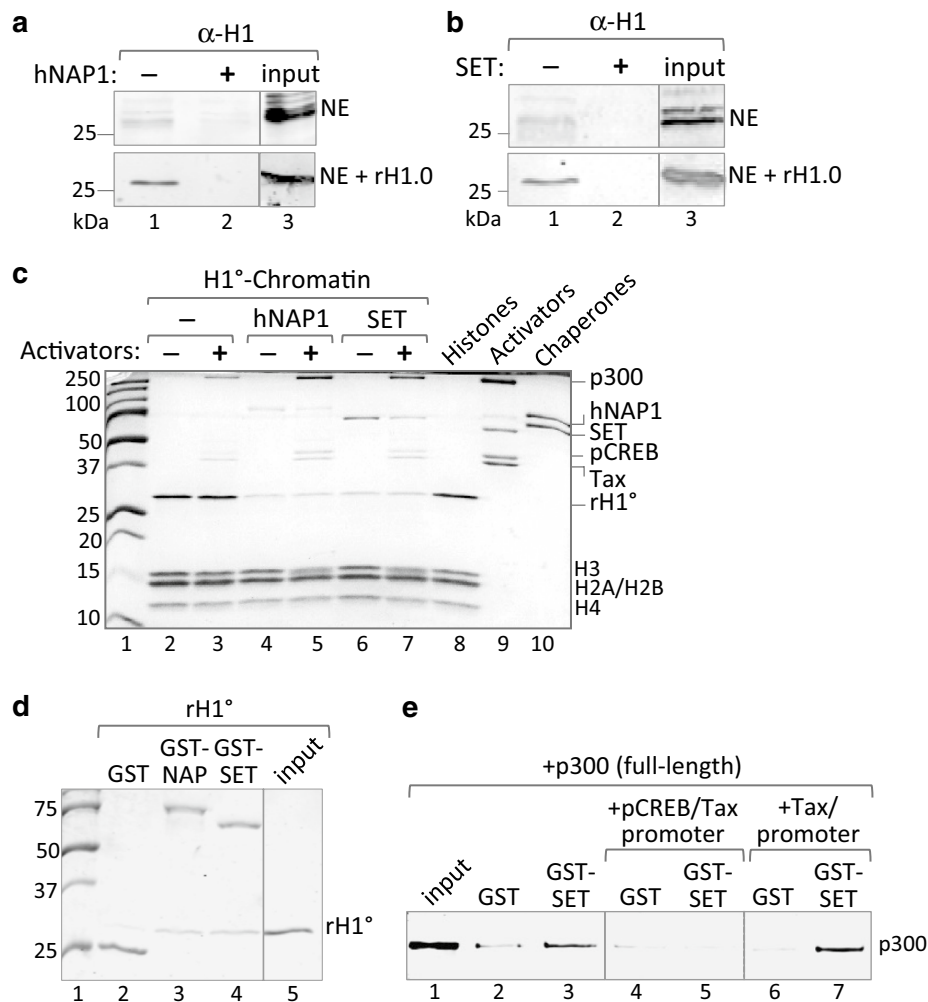 a
α-H1
hNAP1: – + input
NE
25
NE + rH1.0
25
kDa 1 2 3
b
α-H1
SET: – + input
NE
25
NE + rH1.0
25
kDa 1 2 3
c
H1°-Chromatin
– hNAP1 SET
Histones Activators Chaperones
Activators: – + – + – +
250
100
50
37
25
20
15
10
p300
hNAP1
SET
pCREB
Tax
rH1°
H3
H2A/H2B
H4
1 2 3 4 5 6 7 8 9 10
d
rH1°
GST GST-NAP GST-SET input
75
50
37
25
rH1°
1 2 3 4 5
e
+p300 (full-length)
+pCREB/Tax promoter
+Tax/promoter
input GST GST-SET GST GST-SET GST GST-SET
p300
1 2 3 4 5 6 7